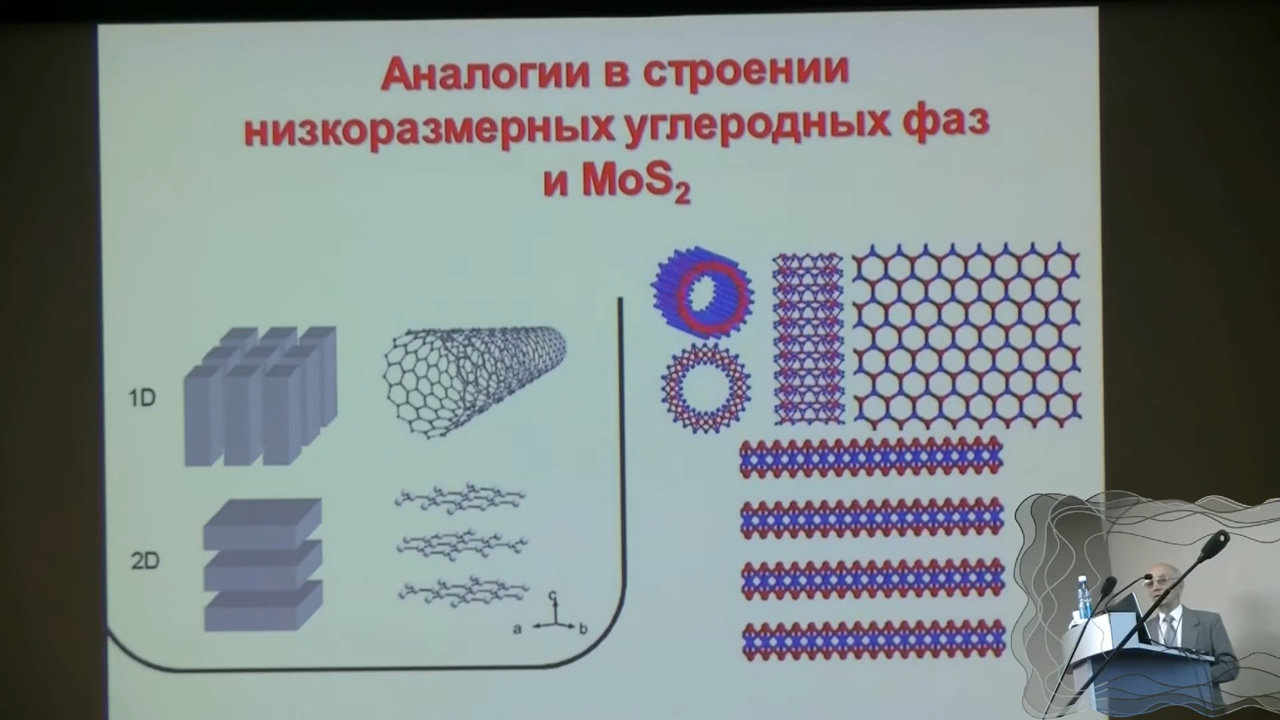 Аналогии в строении
низкоразмерных углеродных фаз
и MoS₂
1D
2D
c
a
b